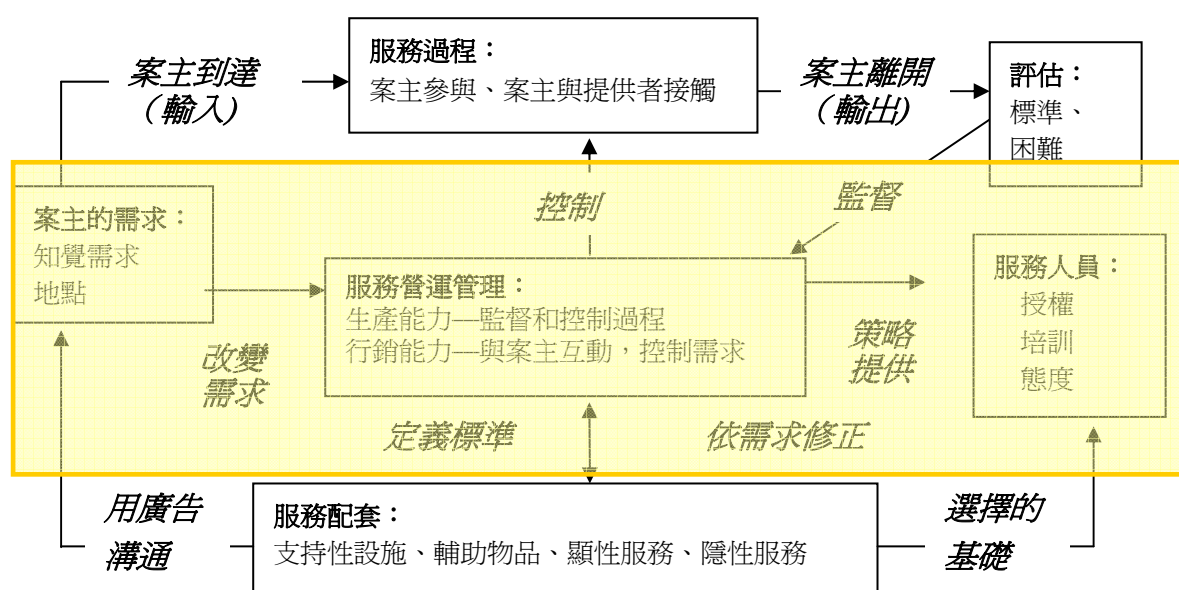 服務過程：
案主參與、案主與提供者接觸
案主到達
（輸入）
案主離開
（輸出）
評估：
標準、
困難
控制
監督
案主的需求：
知覺需求
地點
服務營運管理：
生產能力—監督和控制過程
行銷能力—與案主互動，控制需求
服務人員：
授權
培訓
態度
改變
需求
策略
提供
定義標準
依需求修正
用廣告
溝通
服務配套：
支持性設施、輔助物品、顯性服務、隱性服務
選擇的
基礎